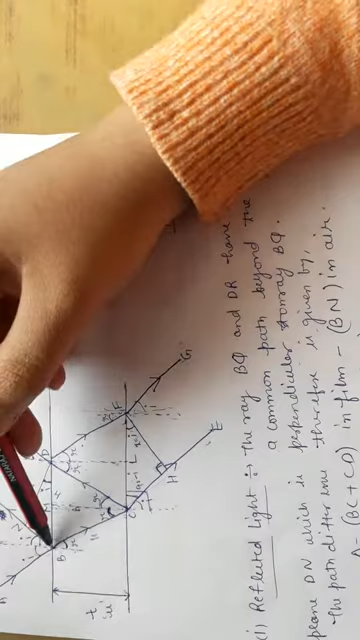 i) Reflected light :- the ray BQ and DR have
a common path beyond the
plane DN which is perpendicular to ray BQ.
The path difference therefore is given by,
Δ = (BC + CD) in film - (BN) in air.
A
B
C
D
E
F
G
H
L
M
N
t
μ